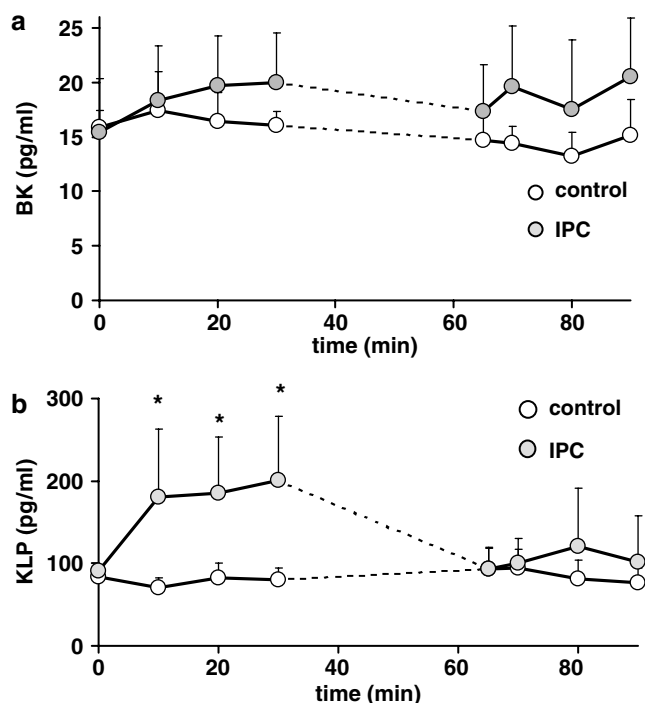 a
BK (pg/ml)
25
20
15
10
5
0
control
IPC
0 20 40 60 80
time (min)
b
KLP (pg/ml)
300
200
100
0
* * *
control
IPC
0 20 40 60 80
time (min)